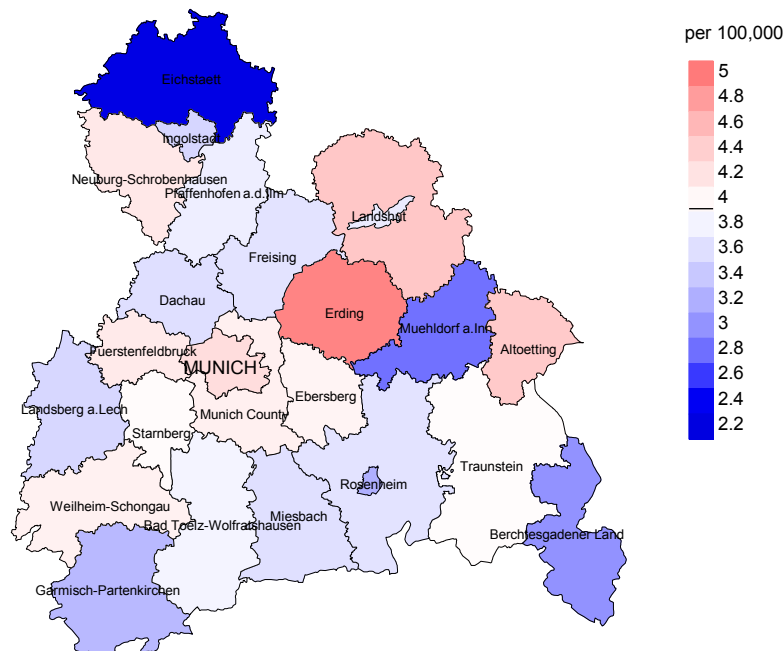 per 100,000
5
4.8
4.6
4.4
4.2
4
3.8
3.6
3.4
3.2
3
2.8
2.6
2.4
2.2
Eichstaett
Ingolstadt
Neuburg-Schrobenhausen
Pfaffenhofen a.d.Ilm
Landshut
Freising
Dachau
Erding
Muehldorf a.Inn
Altoetting
Fuerstenfeldbruck
MUNICH
Ebersberg
Landsberg a.Lech
Munich County
Starnberg
Traunstein
Rosenheim
Weilheim-Schongau
Miesbach
Bad Toelz-Wolfratshausen
Berchtesgadener Land
Garmisch-Partenkirchen